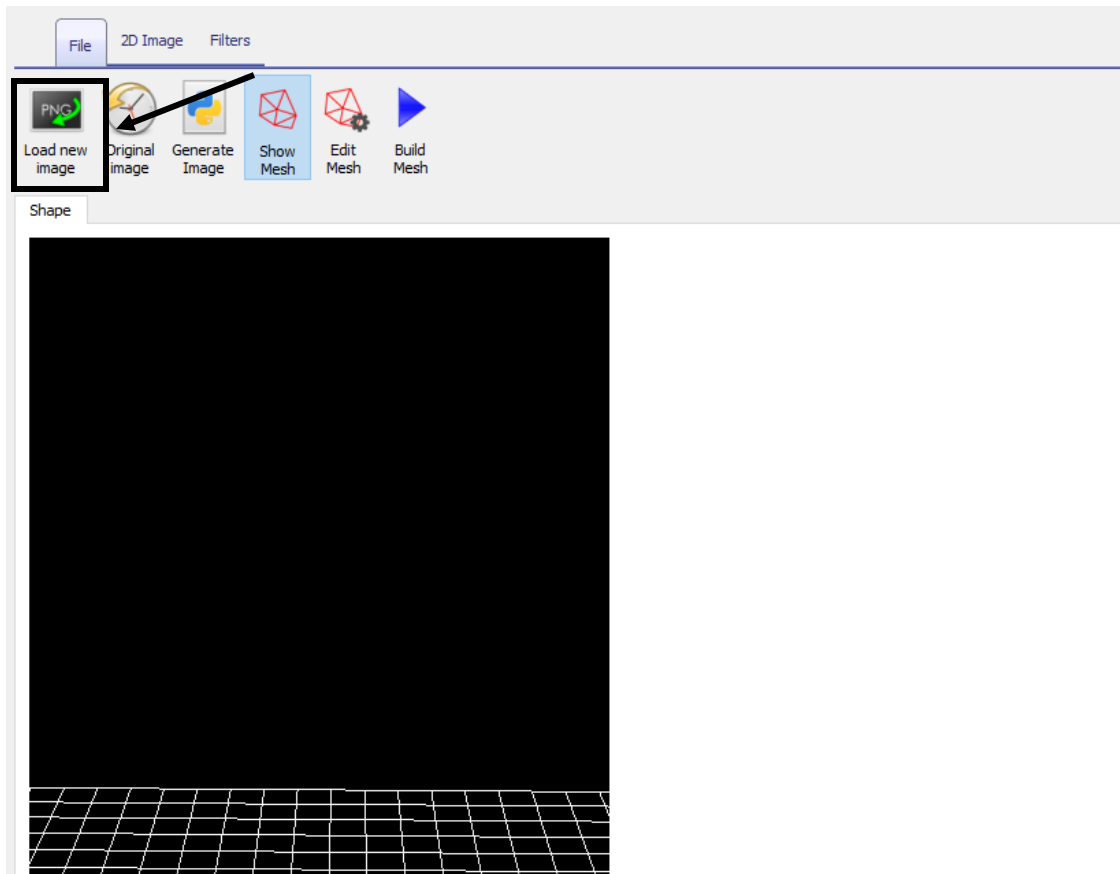 File 2D Image Filters
PNG
Load new
image
Original
image
Generate
Image
Show
Mesh
Edit
Mesh
Build
Mesh
Shape